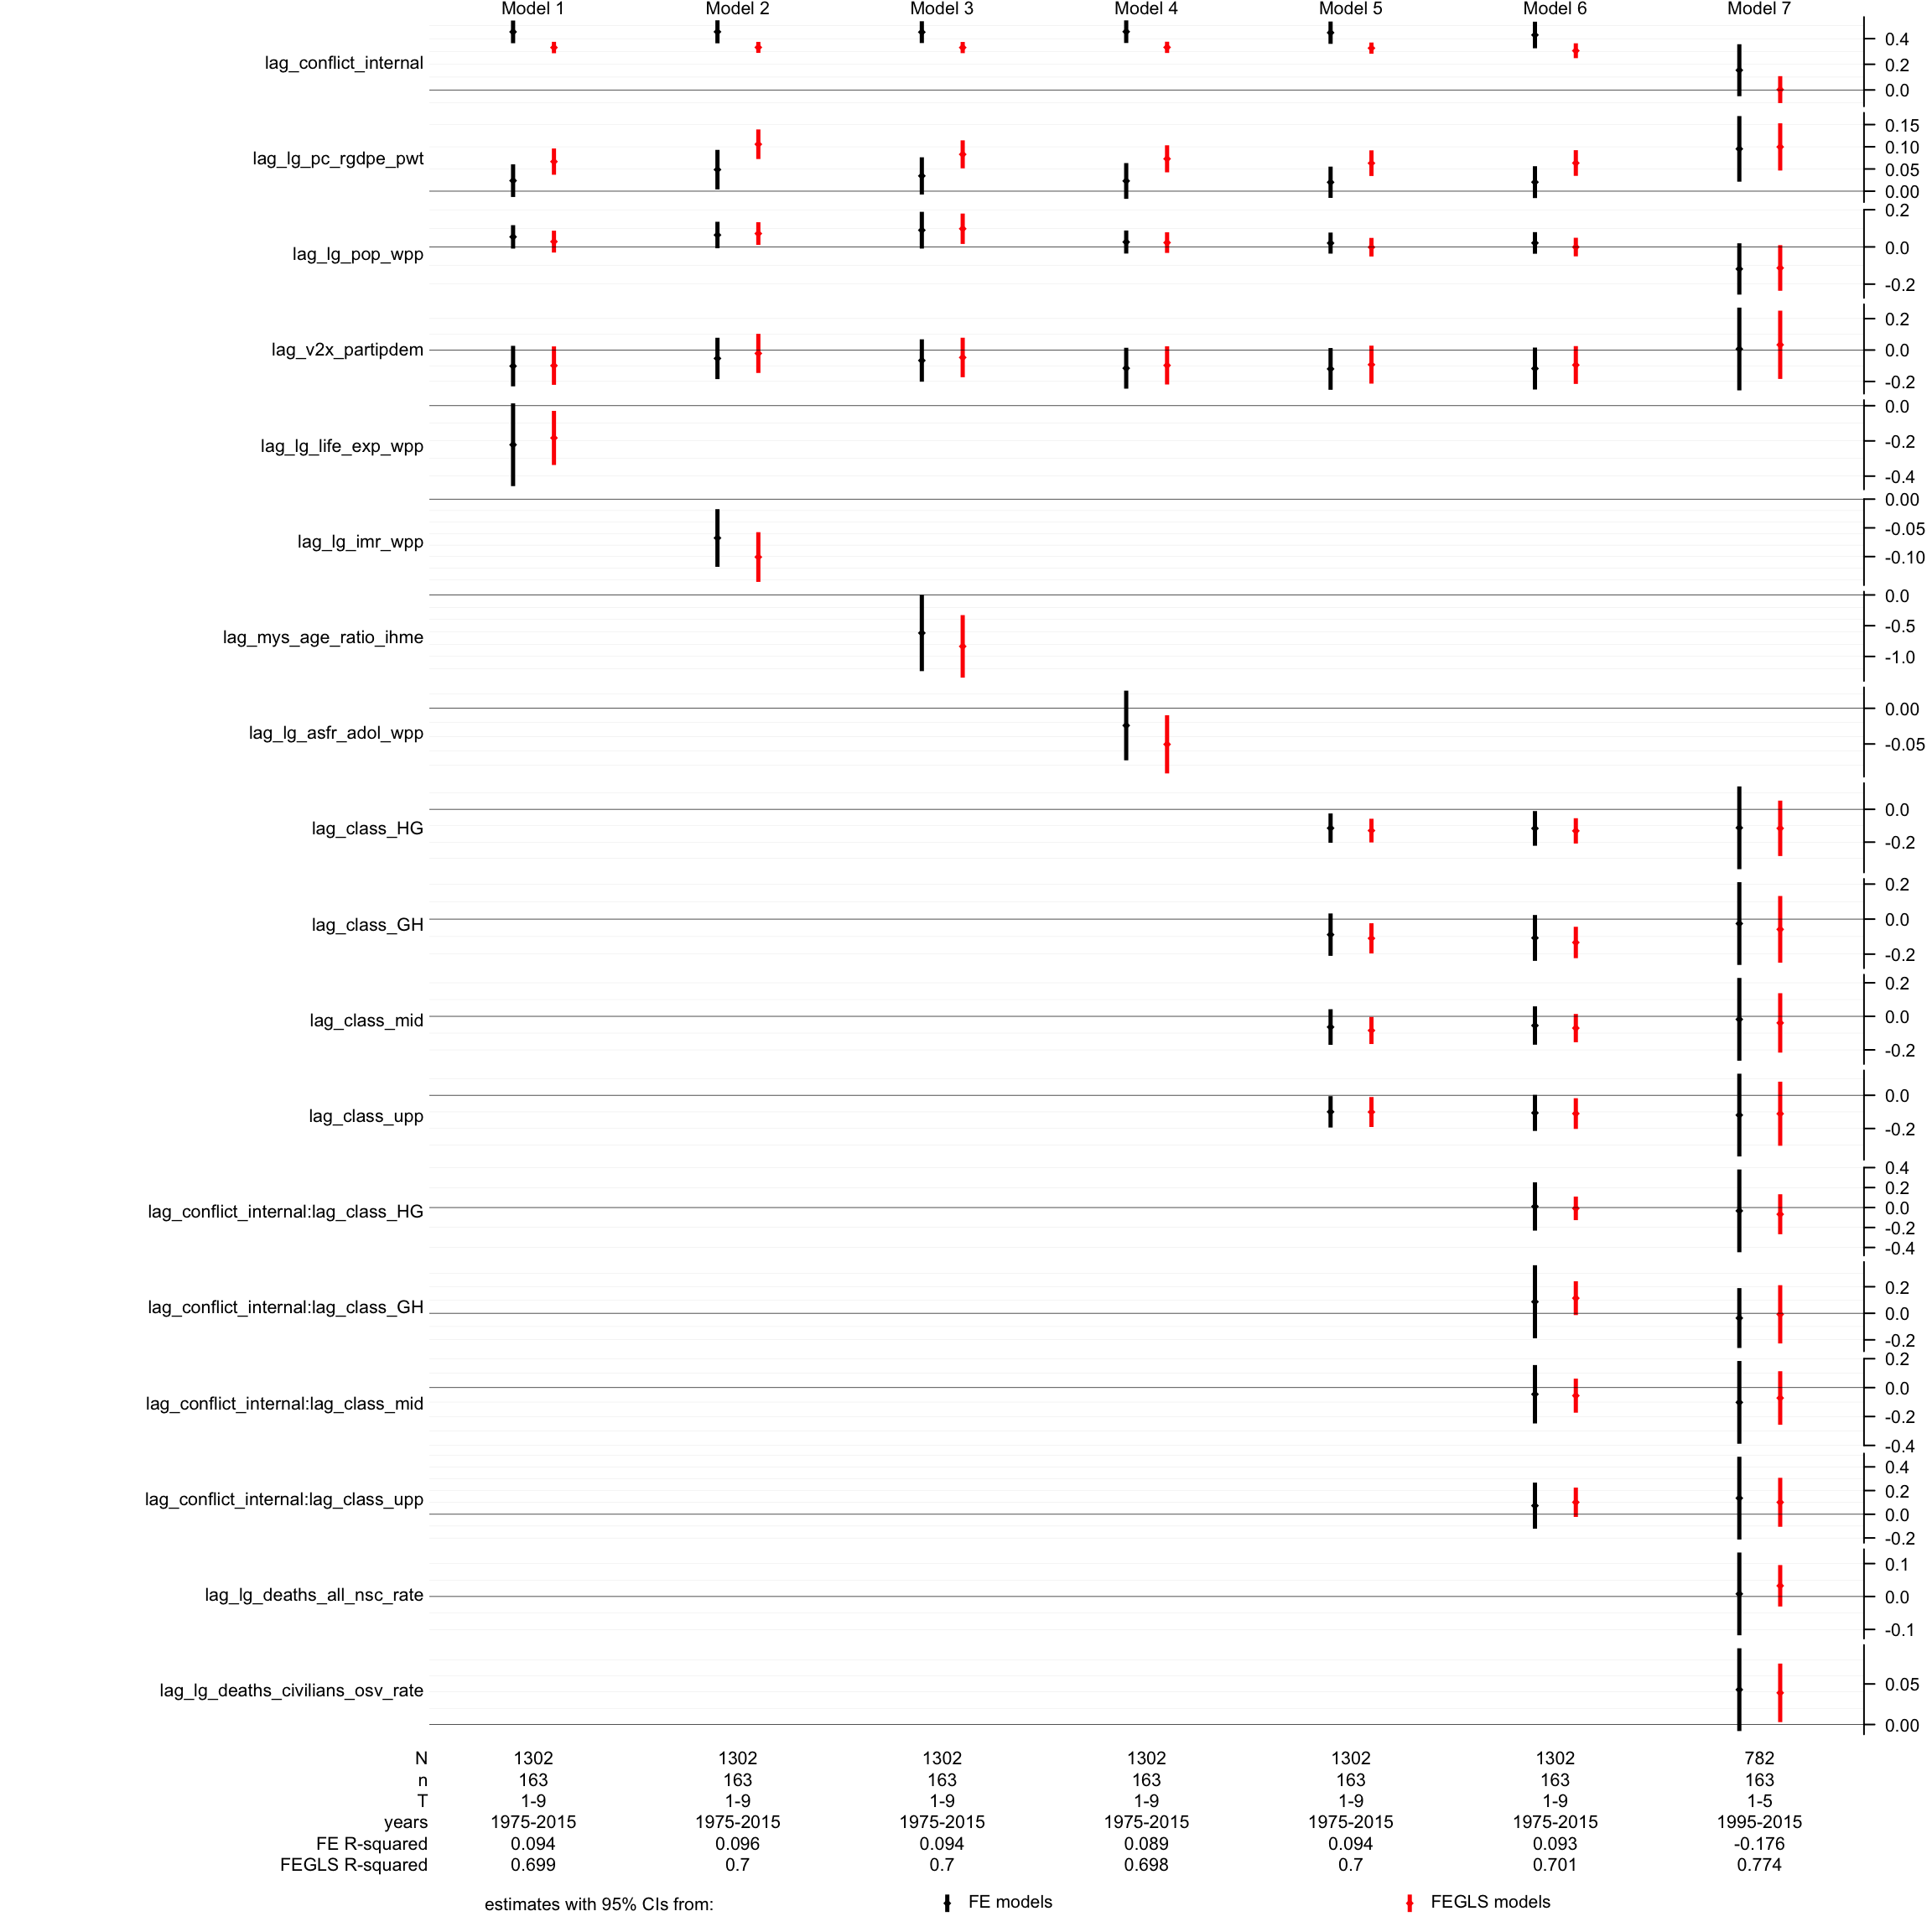 Model 1 Model 2 Model 3 Model 4 Model 5 Model 6 Model 7
lag_conflict_internal
0.4
0.2
0.0
lag_lg_pc_rgdpe_pwt
0.15
0.10
0.05
0.00
lag_lg_pop_wpp
0.2
0.0
-0.2
lag_v2x_partipdem
0.2
0.0
-0.2
lag_lg_life_exp_wpp
0.0
-0.2
-0.4
lag_lg_imr_wpp
0.00
-0.05
-0.10
lag_mys_age_ratio_ihme
0.0
-0.5
-1.0
lag_lg_asfr_adol_wpp
0.00
-0.05
lag_class_HG
0.0
-0.2
lag_class_GH
0.2
0.0
-0.2
lag_class_mid
0.2
0.0
-0.2
lag_class_upp
0.0
-0.2
lag_conflict_internal:lag_class_HG
0.4
0.2
0.0
-0.2
-0.4
lag_conflict_internal:lag_class_GH
0.2
0.0
-0.2
lag_conflict_internal:lag_class_mid
0.2
0.0
-0.2
-0.4
lag_conflict_internal:lag_class_upp
0.4
0.2
0.0
-0.2
lag_lg_deaths_all_nsc_rate
0.1
0.0
-0.1
lag_lg_deaths_civilians_osv_rate
0.05
0.00
N 1302 1302 1302 1302 1302 1302 782
n 163 163 163 163 163 163 163
T 1-9 1-9 1-9 1-9 1-9 1-9 1-5
years 1975-2015 1975-2015 1975-2015 1975-2015 1975-2015 1975-2015 1995-2015
FE R-squared 0.094 0.096 0.094 0.089 0.094 0.093 -0.176
FEGLS R-squared 0.699 0.7 0.7 0.698 0.7 0.701 0.774
estimates with 95% CIs from: FE models FEGLS models